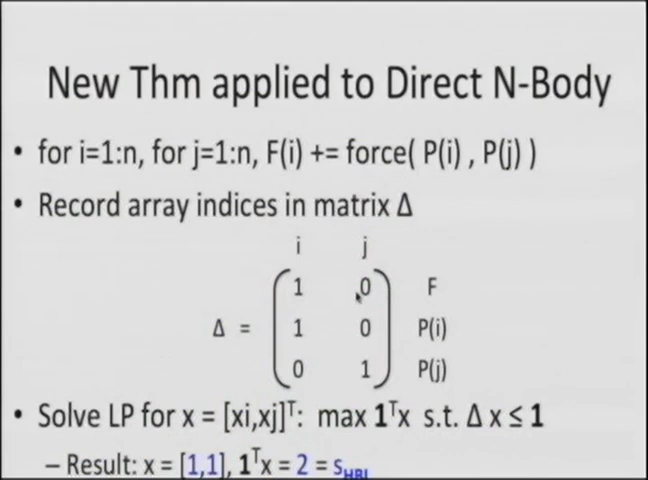 New Thm applied to Direct N-Body
• for i=1:n, for j=1:n, F(i) += force( P(i) , P(j) )
• Record array indices in matrix Δ
i j
1 0 F
Δ = 1 0 P(i)
0 1 P(j)
• Solve LP for x = [xi,xj]ᵀ: max 1ᵀx s.t. Δ x ≤ 1
– Result: x = [1,1], 1ᵀx = 2 = s_HBL